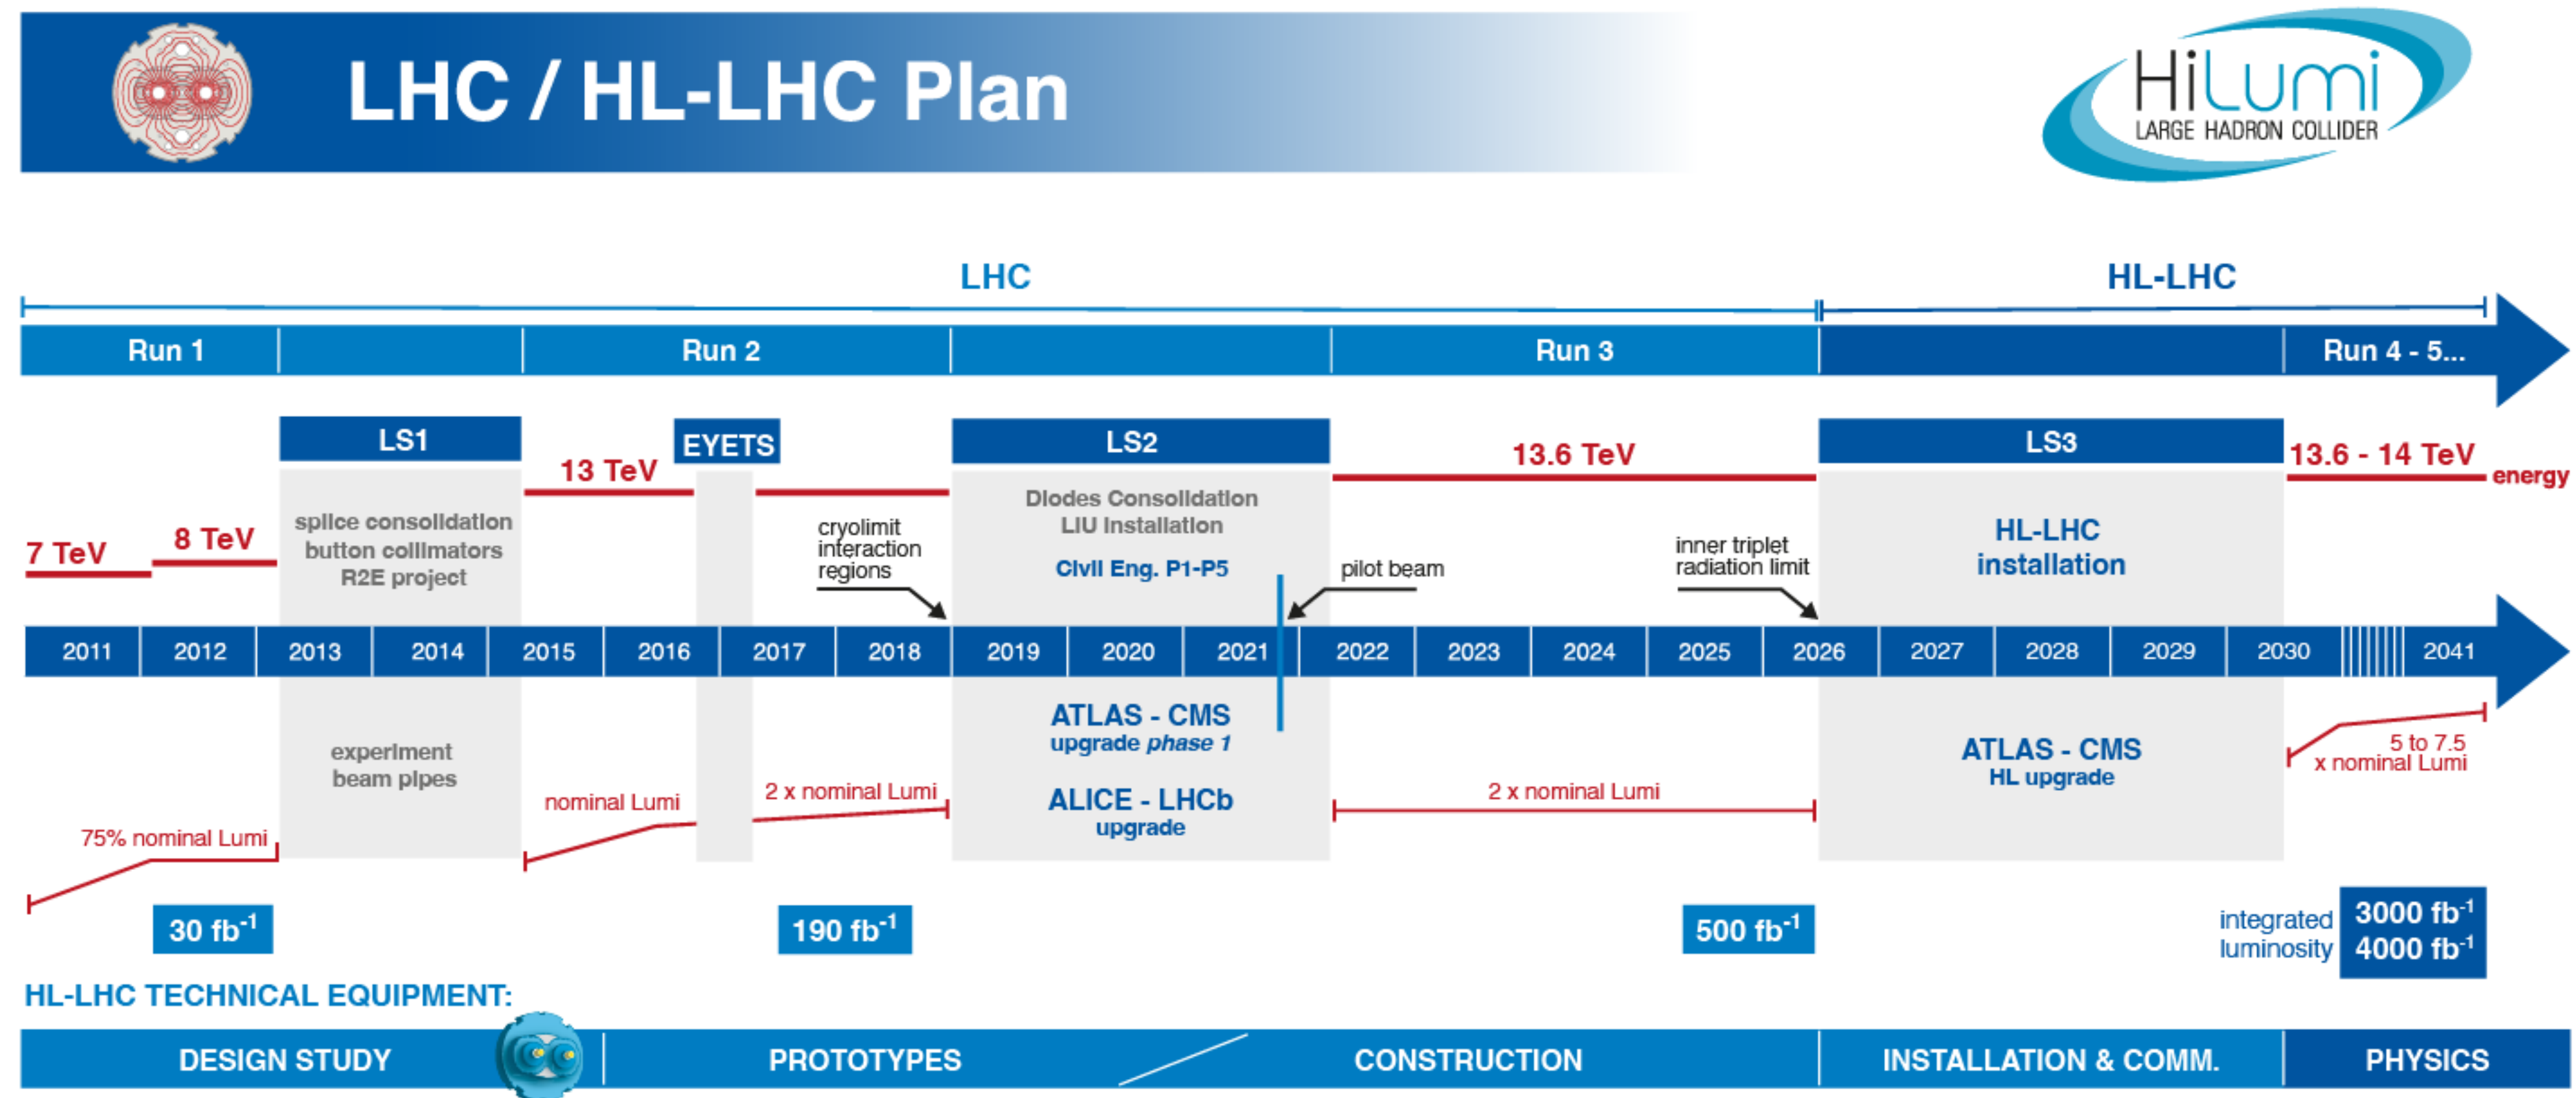 LHC / HL-LHC Plan
HiLumi
LARGE HADRON COLLIDER
LHC
HL-LHC
Run 1
Run 2
Run 3
Run 4 - 5...
LS1
EYETS
LS2
LS3
13 TeV
13.6 TeV
13.6 - 14 TeV
energy
7 TeV
8 TeV
splice consolidation
button collimators
R2E project
cryolimit
interaction
regions
Diodes Consolidation
LIU Installation
Civil Eng. P1-P5
pilot beam
inner triplet
radiation limit
HL-LHC
installation
2011 2012 2013 2014 2015 2016 2017 2018 2019 2020 2021 2022 2023 2024 2025 2026 2027 2028 2029 2030 2041
experiment
beam pipes
ATLAS - CMS
upgrade phase 1
ALICE - LHCb
upgrade
ATLAS - CMS
HL upgrade
5 to 7.5
x nominal Lumi
75% nominal Lumi
nominal Lumi
2 x nominal Lumi
2 x nominal Lumi
30 fb⁻¹
190 fb⁻¹
500 fb⁻¹
integrated
luminosity
3000 fb⁻¹
4000 fb⁻¹
HL-LHC TECHNICAL EQUIPMENT:
DESIGN STUDY
PROTOTYPES
CONSTRUCTION
INSTALLATION & COMM.
PHYSICS